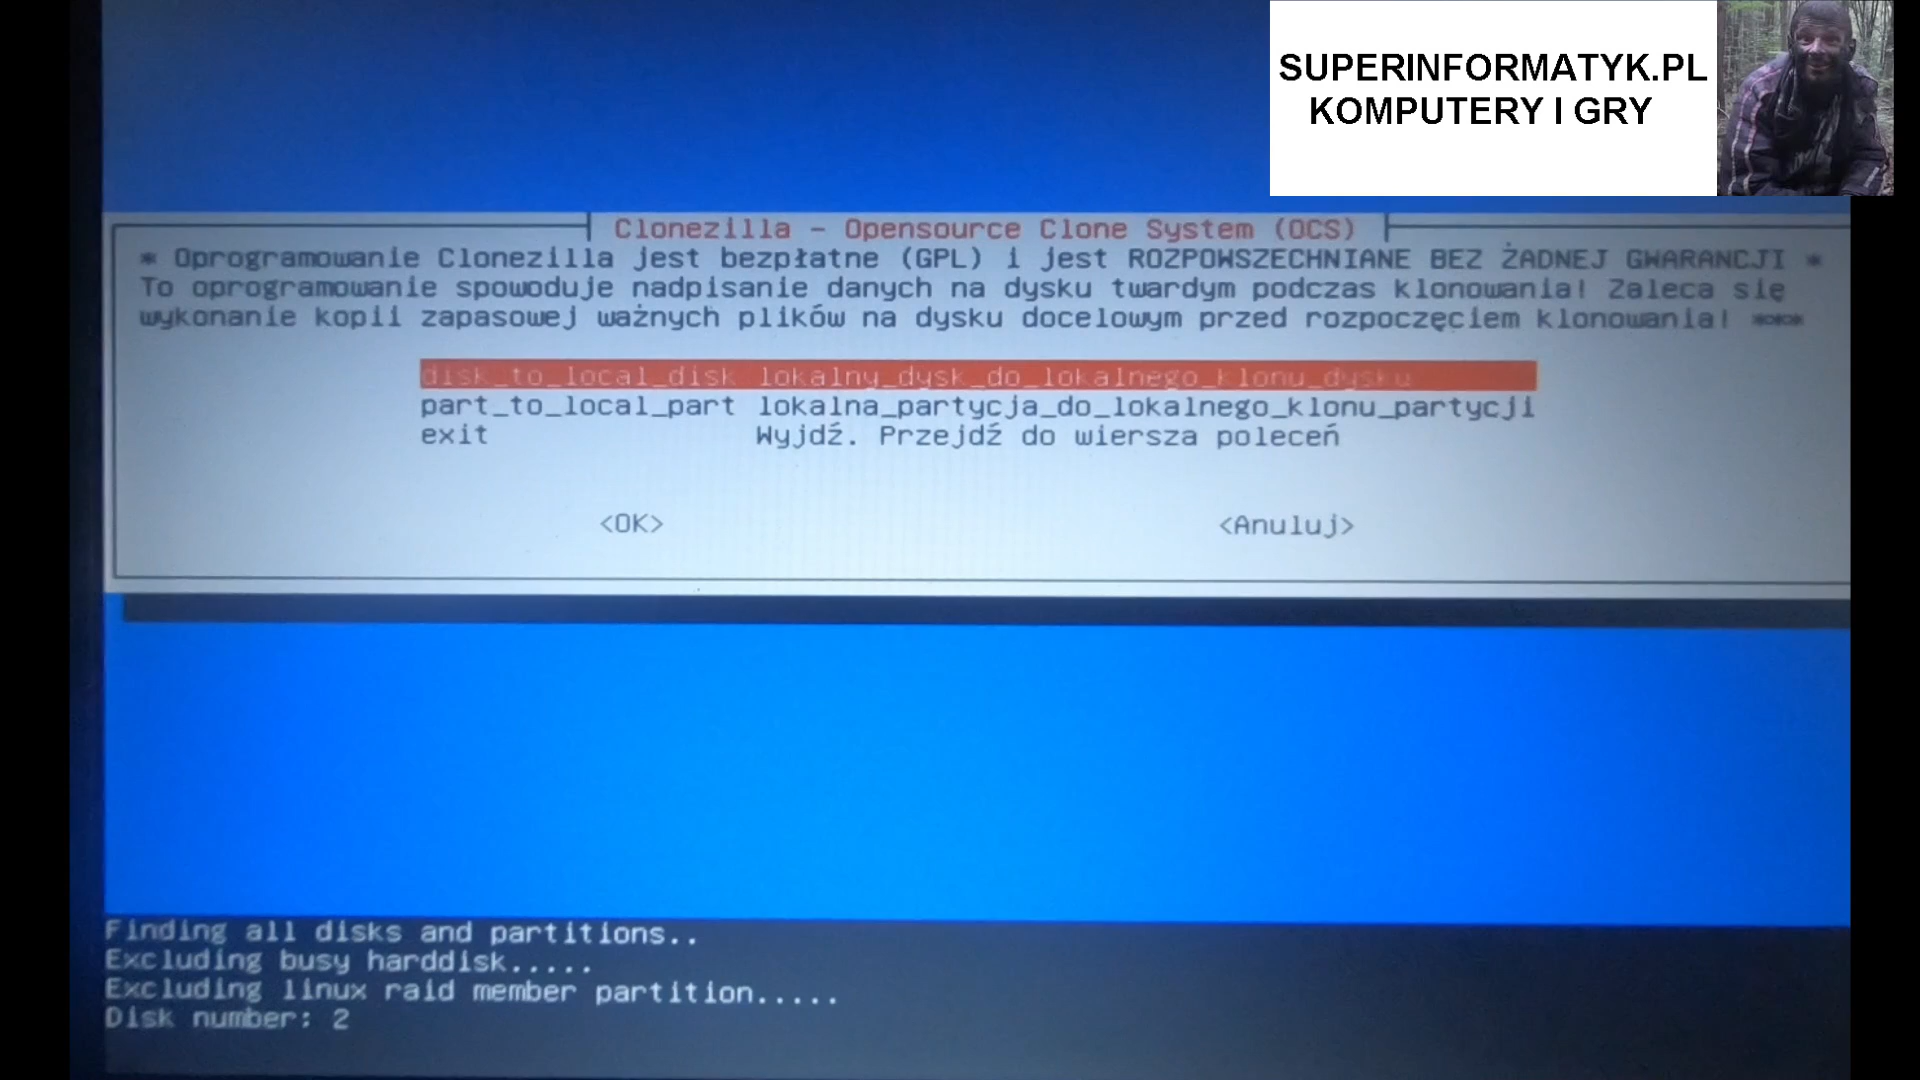 SUPERINFORMATYK.PL
KOMPUTERY I GRY
Clonezilla - Opensource Clone System (OCS)
* Oprogramowanie Clonezilla jest bezpłatne (GPL) i jest ROZPOWSZECHNIANE BEZ ŻADNEJ GWARANCJI *
To oprogramowanie spowoduje nadpisanie danych na dysku twardym podczas klonowania! Zaleca się
wykonanie kopii zapasowej ważnych plików na dysku docelowym przed rozpoczęciem klonowania! ***
disk_to_local_disk lokalny_dysk_do_lokalnego_klonu_dysku
part_to_local_part lokalna_partycja_do_lokalnego_klonu_partycji
exit Wyjdź. Przejdź do wiersza poleceń
<OK> <Anuluj>
Finding all disks and partitions..
Excluding busy harddisk.....
Excluding linux raid member partition.....
Disk number: 2